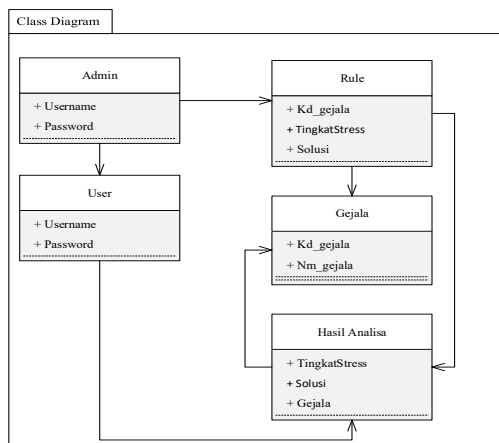 Class Diagram
Admin
+ Username
+ Password
User
+ Username
+ Password
Rule
+ Kd_gejala
+ TingkatStress
+ Solusi
Gejala
+ Kd_gejala
+ Nm_gejala
Hasil Analisa
+ TingkatStress
+ Solusi
+ Gejala